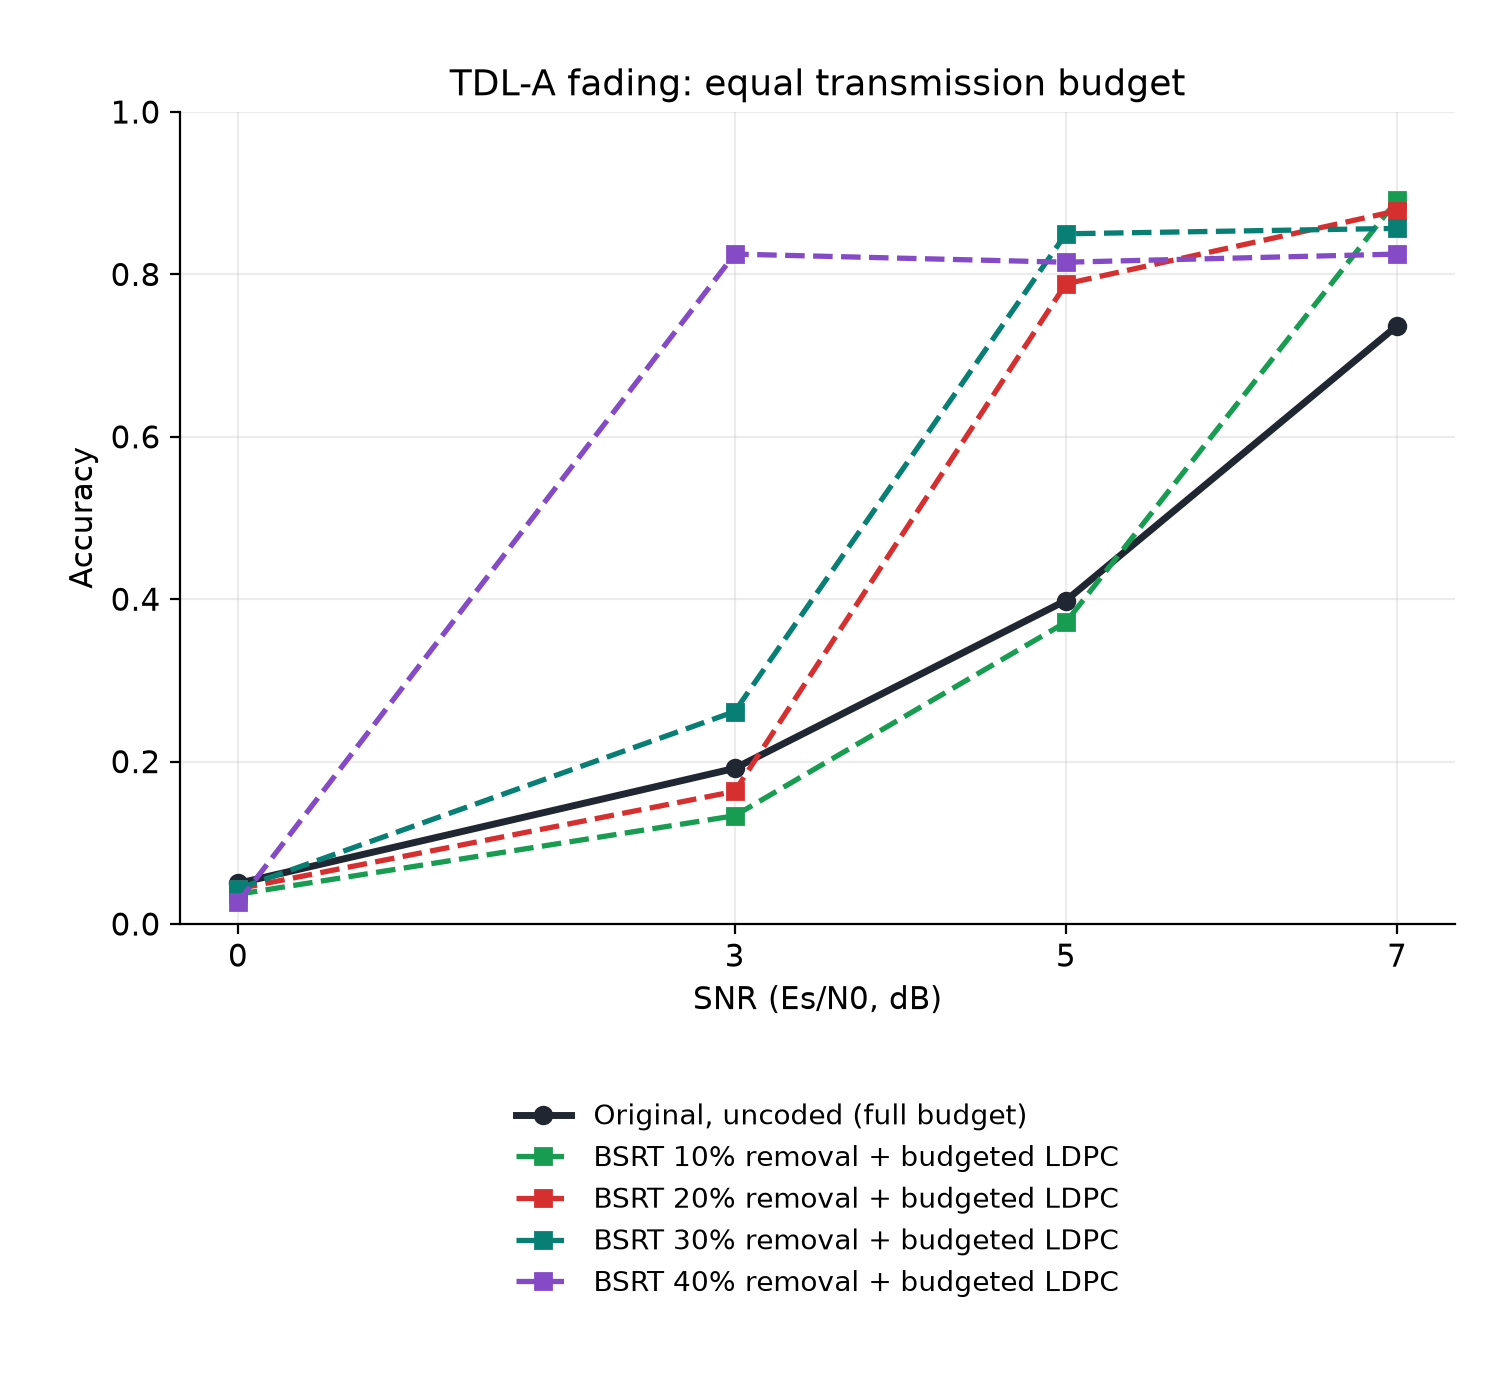 TDL-A fading: equal transmission budget
1.0
0.8
0.6
0.4
0.2
0.0
Accuracy
0 3 5 7
SNR (Es/N0, dB)
Original, uncoded (full budget)
BSRT 10% removal + budgeted LDPC
BSRT 20% removal + budgeted LDPC
BSRT 30% removal + budgeted LDPC
BSRT 40% removal + budgeted LDPC